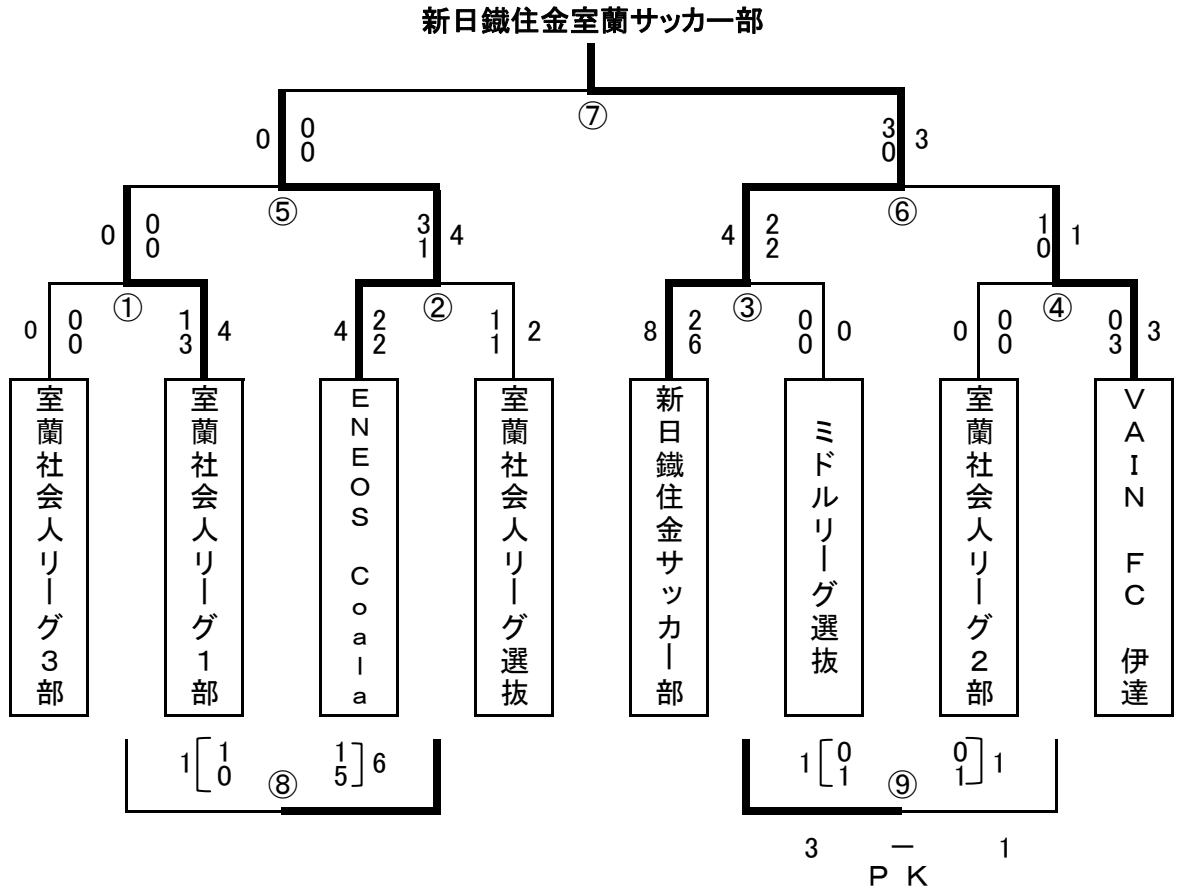 新日鐵住金室蘭サッカー部
⑦
0 0 3 3
0 0
⑤ ⑥
0 0 3 4 4 2 1 1
0 1 2 0
① ② ③ ④
0 0 1 4 4 2 1 2 8 2 0 0 0 0 0 3
0 3 2 1 6 0 0 3
室蘭社会人リーグ3部
室蘭社会人リーグ1部
ENEOS Coala
室蘭社会人リーグ選抜
新日鐵住金サッカー部
ミドルリーグ選抜
室蘭社会人リーグ2部
VAIN FC 伊達
1 1 1 6 1 0 0 1
0 5 1 1
⑧ ⑨
3 ー 1
PK